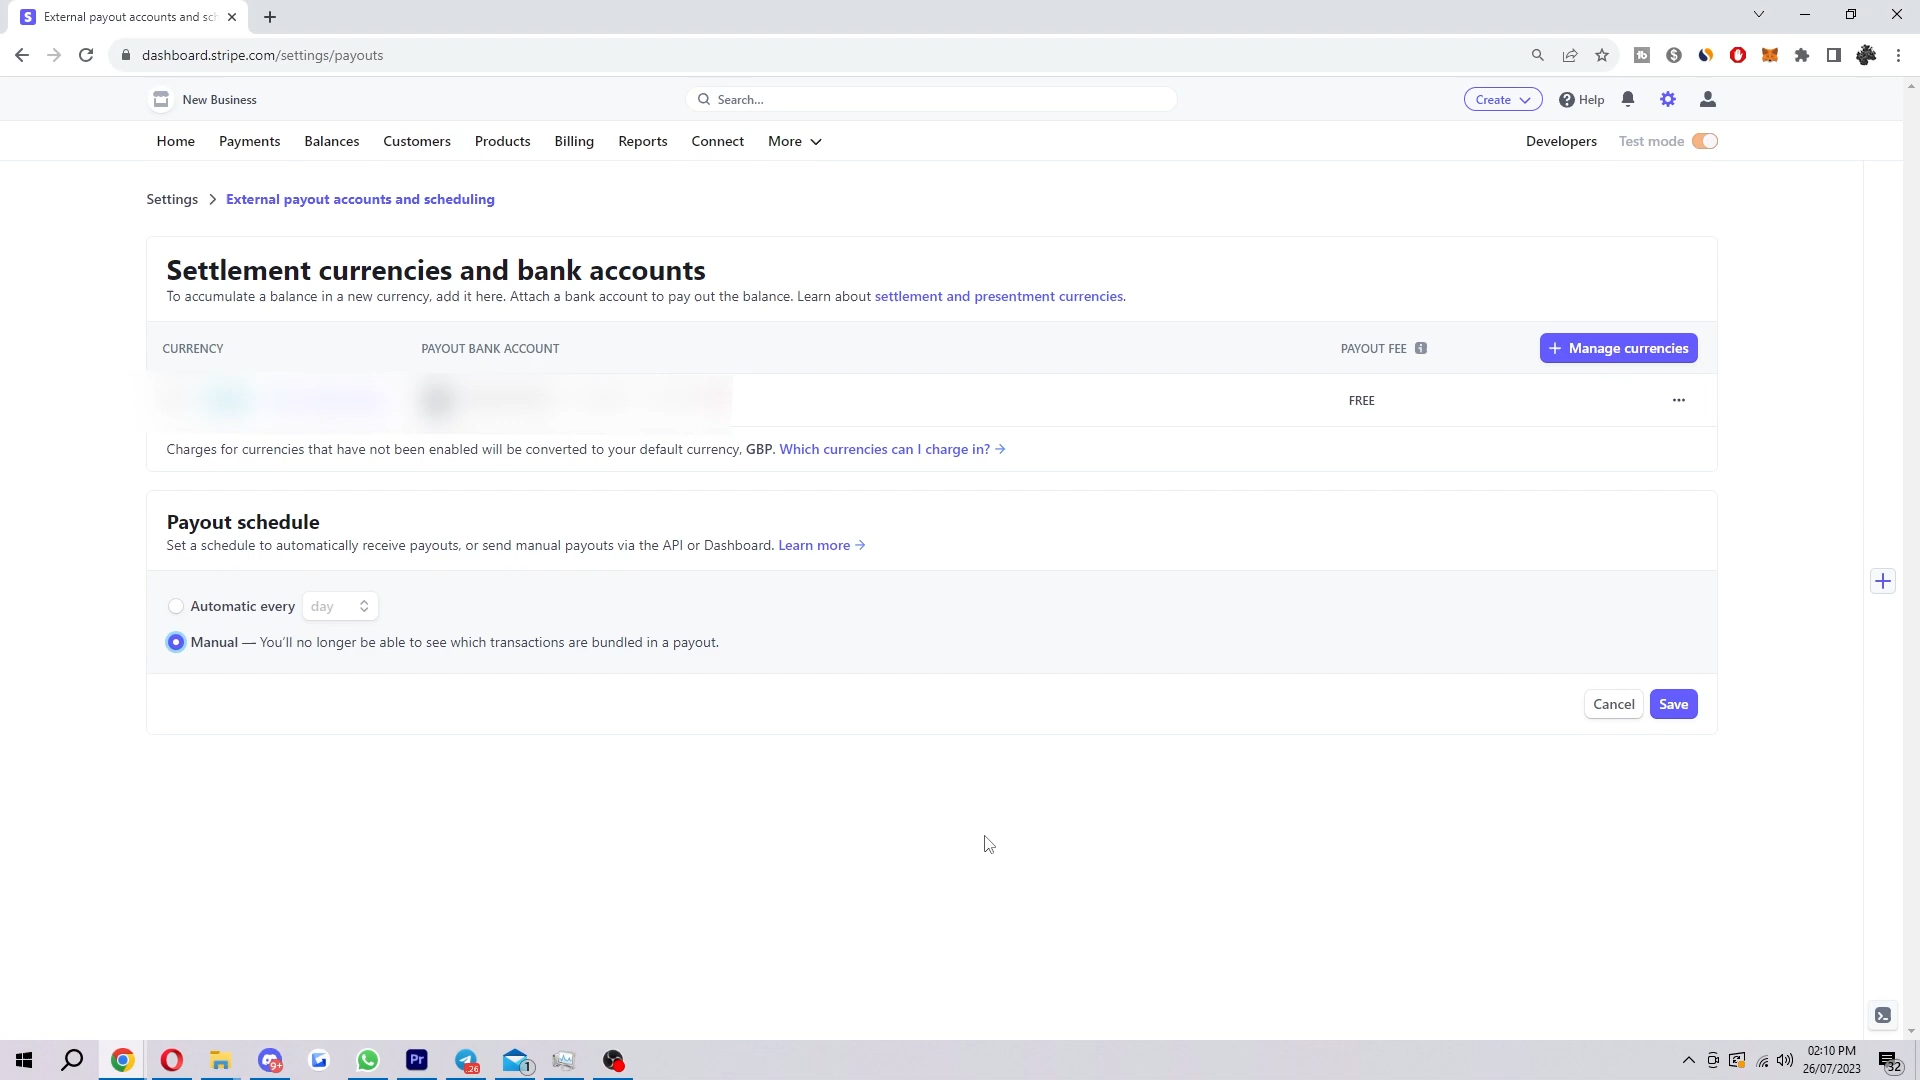 External payout accounts and sch
dashboard.stripe.com/settings/payouts
New Business
Search...
Create
Help
Home Payments Balances Customers Products Billing Reports Connect More
Developers Test mode
Settings > External payout accounts and scheduling
Settlement currencies and bank accounts
To accumulate a balance in a new currency, add it here. Attach a bank account to pay out the balance. Learn about settlement and presentment currencies.
CURRENCY PAYOUT BANK ACCOUNT PAYOUT FEE + Manage currencies
FREE
Charges for currencies that have not been enabled will be converted to your default currency, GBP. Which currencies can I charge in? →
Payout schedule
Set a schedule to automatically receive payouts, or send manual payouts via the API or Dashboard. Learn more →
Automatic every day
Manual — You’ll no longer be able to see which transactions are bundled in a payout.
Cancel Save
9+
Pr
26
1
02:10 PM
26/07/2023
32